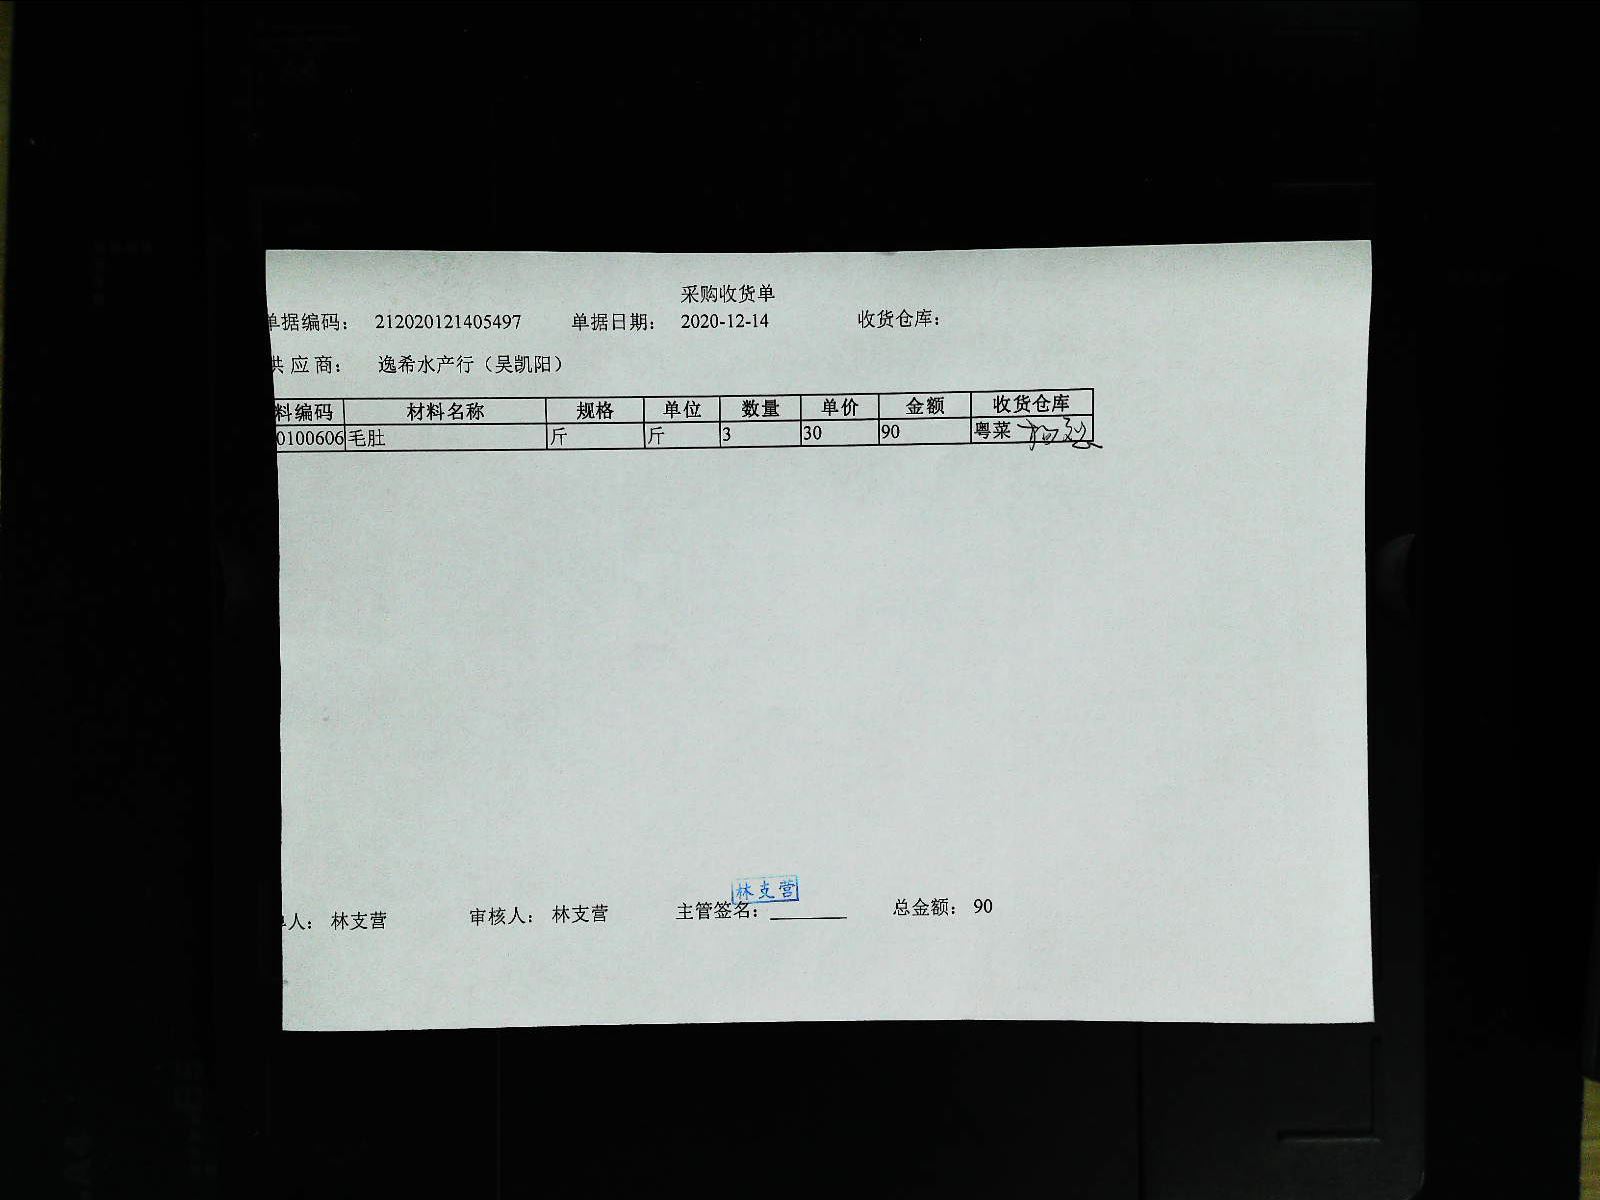 采购收货单
单据编码： 212020121405497 单据日期： 2020-12-14 收货仓库：
供应商： 逸希水产行（吴凯阳）
料编码 材料名称 规格 单位 数量 单价 金额 收货仓库
0100606 毛肚 斤 斤 3 30 90 粤菜
林支营
人： 林支营 审核人： 林支营 主管签名：________ 总金额： 90